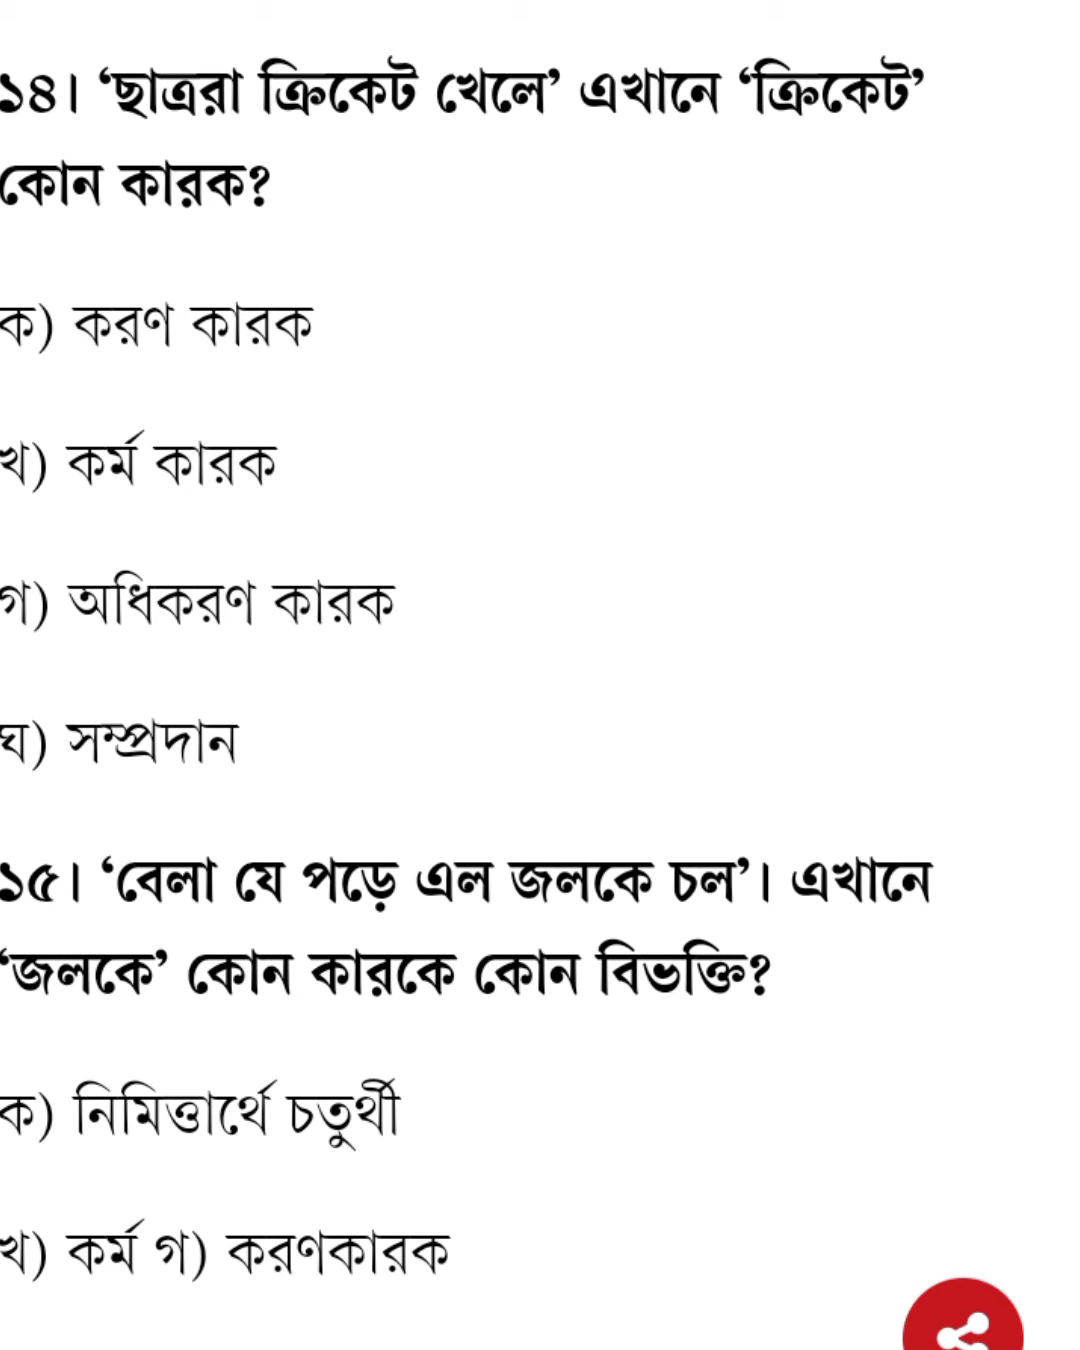 ১৪। ‘ছাত্ররা ক্রিকেট খেলে’ এখানে ‘ক্রিকেট’
কোন কারক?
ক) করণ কারক
খ) কর্ম কারক
গ) অধিকরণ কারক
ঘ) সম্প্রদান
১৫। ‘বেলা যে পড়ে এল জলকে চল’। এখানে
‘জলকে’ কোন কারকে কোন বিভক্তি?
ক) নিমিত্তার্থে চতুর্থী
খ) কর্ম গ) করণকারক